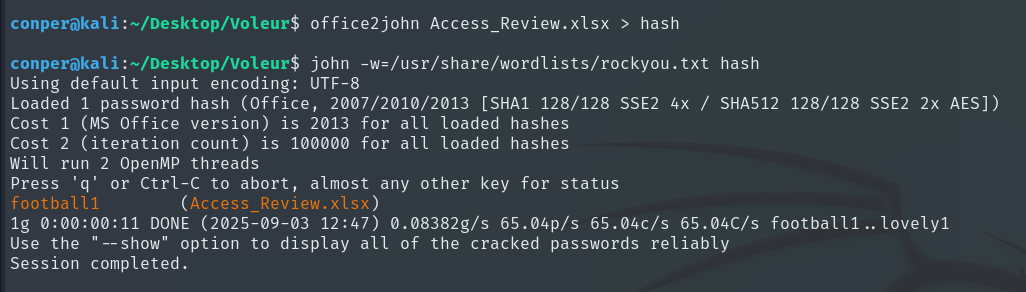 conper@kali:~/Desktop/Voleur$ office2john Access_Review.xlsx > hash
conper@kali:~/Desktop/Voleur$ john -w=/usr/share/wordlists/rockyou.txt hash
Using default input encoding: UTF-8
Loaded 1 password hash (Office, 2007/2010/2013 [SHA1 128/128 SSE2 4x / SHA512 128/128 SSE2 2x AES])
Cost 1 (MS Office version) is 2013 for all loaded hashes
Cost 2 (iteration count) is 100000 for all loaded hashes
Will run 2 OpenMP threads
Press 'q' or Ctrl-C to abort, almost any other key for status
football1        (Access_Review.xlsx)
1g 0:00:00:11 DONE (2025-09-03 12:47) 0.08382g/s 65.04p/s 65.04c/s 65.04C/s football1..lovely1
Use the "--show" option to display all of the cracked passwords reliably
Session completed.